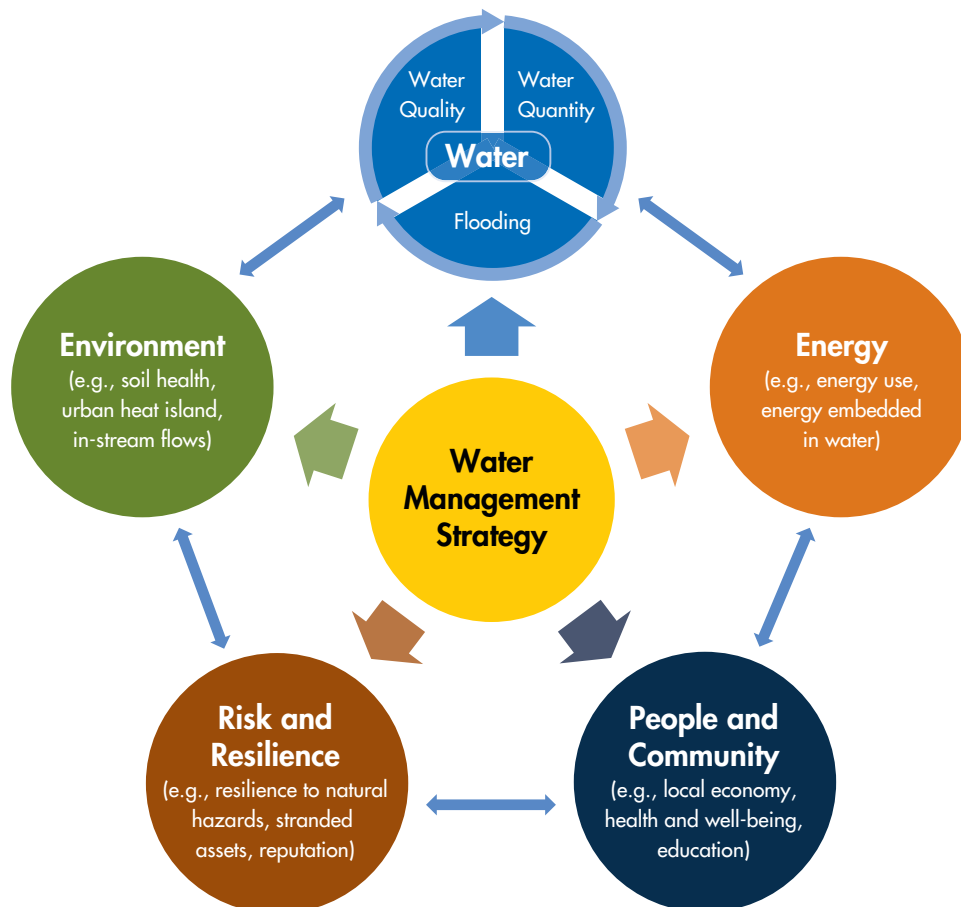 Water
Quality
Water
Quantity
Water
Flooding
Environment
(e.g., soil health,
urban heat island,
in-stream flows)
Energy
(e.g., energy use,
energy embedded
in water)
Water
Management
Strategy
Risk and
Resilience
(e.g., resilience to natural
hazards, stranded
assets, reputation)
People and
Community
(e.g., local economy,
health and well-being,
education)